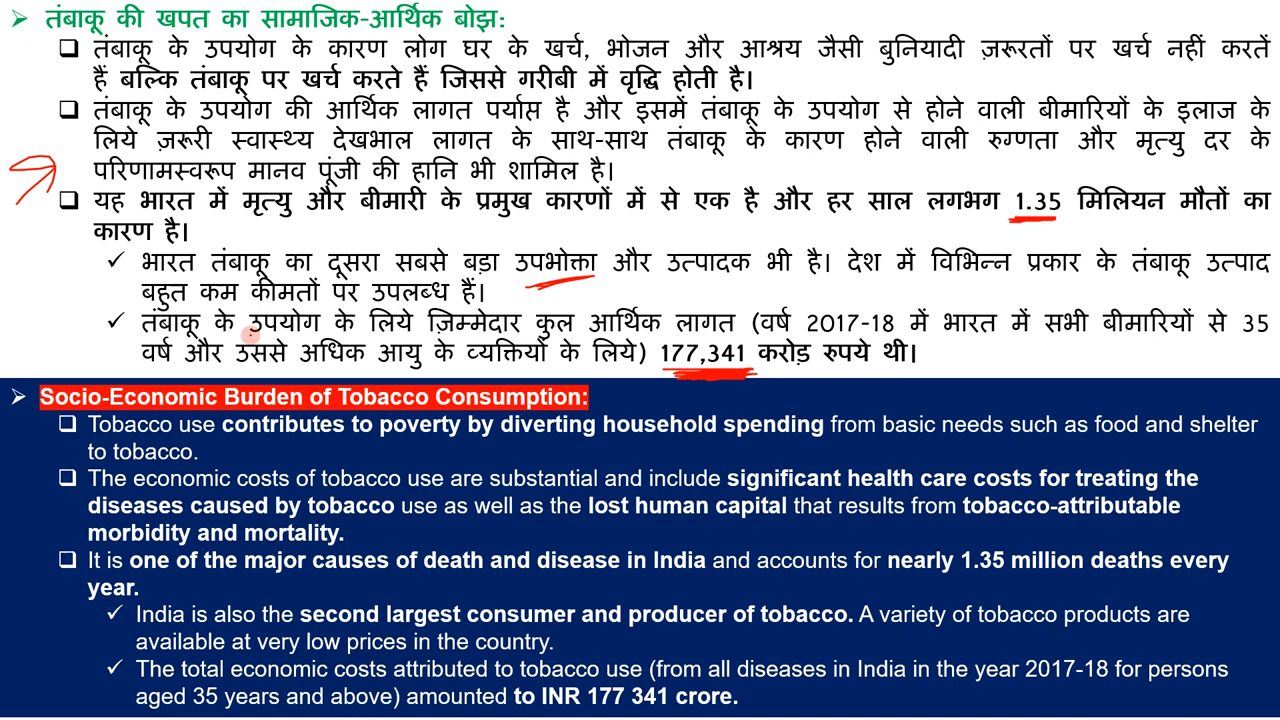 ➢ तंबाकू की खपत का सामाजिक-आर्थिक बोझ:
❑ तंबाकू के उपयोग के कारण लोग घर के खर्च, भोजन और आश्रय जैसी बुनियादी ज़रूरतों पर खर्च नहीं करतें
हैं बल्कि तंबाकू पर खर्च करते हैं जिससे गरीबी में वृद्धि होती है।
❑ तंबाकू के उपयोग की आर्थिक लागत पर्याप्त है और इसमें तंबाकू के उपयोग से होने वाली बीमारियों के इलाज के
लिये ज़रूरी स्वास्थ्य देखभाल लागत के साथ-साथ तंबाकू के कारण होने वाली रुग्णता और मृत्यु दर के
परिणामस्वरूप मानव पूंजी की हानि भी शामिल है।
❑ यह भारत में मृत्यु और बीमारी के प्रमुख कारणों में से एक है और हर साल लगभग 1.35 मिलियन मौतों का
कारण है।
✓ भारत तंबाकू का दूसरा सबसे बड़ा उपभोक्ता और उत्पादक भी है। देश में विभिन्न प्रकार के तंबाकू उत्पाद
बहुत कम कीमतों पर उपलब्ध हैं।
✓ तंबाकू के उपयोग के लिये ज़िम्मेदार कुल आर्थिक लागत (वर्ष 2017-18 में भारत में सभी बीमारियों से 35
वर्ष और उससे अधिक आयु के व्यक्तियों के लिये) 177,341 करोड़ रुपये थी।
➢ Socio-Economic Burden of Tobacco Consumption:
❑ Tobacco use contributes to poverty by diverting household spending from basic needs such as food and shelter
to tobacco.
❑ The economic costs of tobacco use are substantial and include significant health care costs for treating the
diseases caused by tobacco use as well as the lost human capital that results from tobacco-attributable
morbidity and mortality.
❑ It is one of the major causes of death and disease in India and accounts for nearly 1.35 million deaths every
year.
✓ India is also the second largest consumer and producer of tobacco. A variety of tobacco products are
available at very low prices in the country.
✓ The total economic costs attributed to tobacco use (from all diseases in India in the year 2017-18 for persons
aged 35 years and above) amounted to INR 177 341 crore.